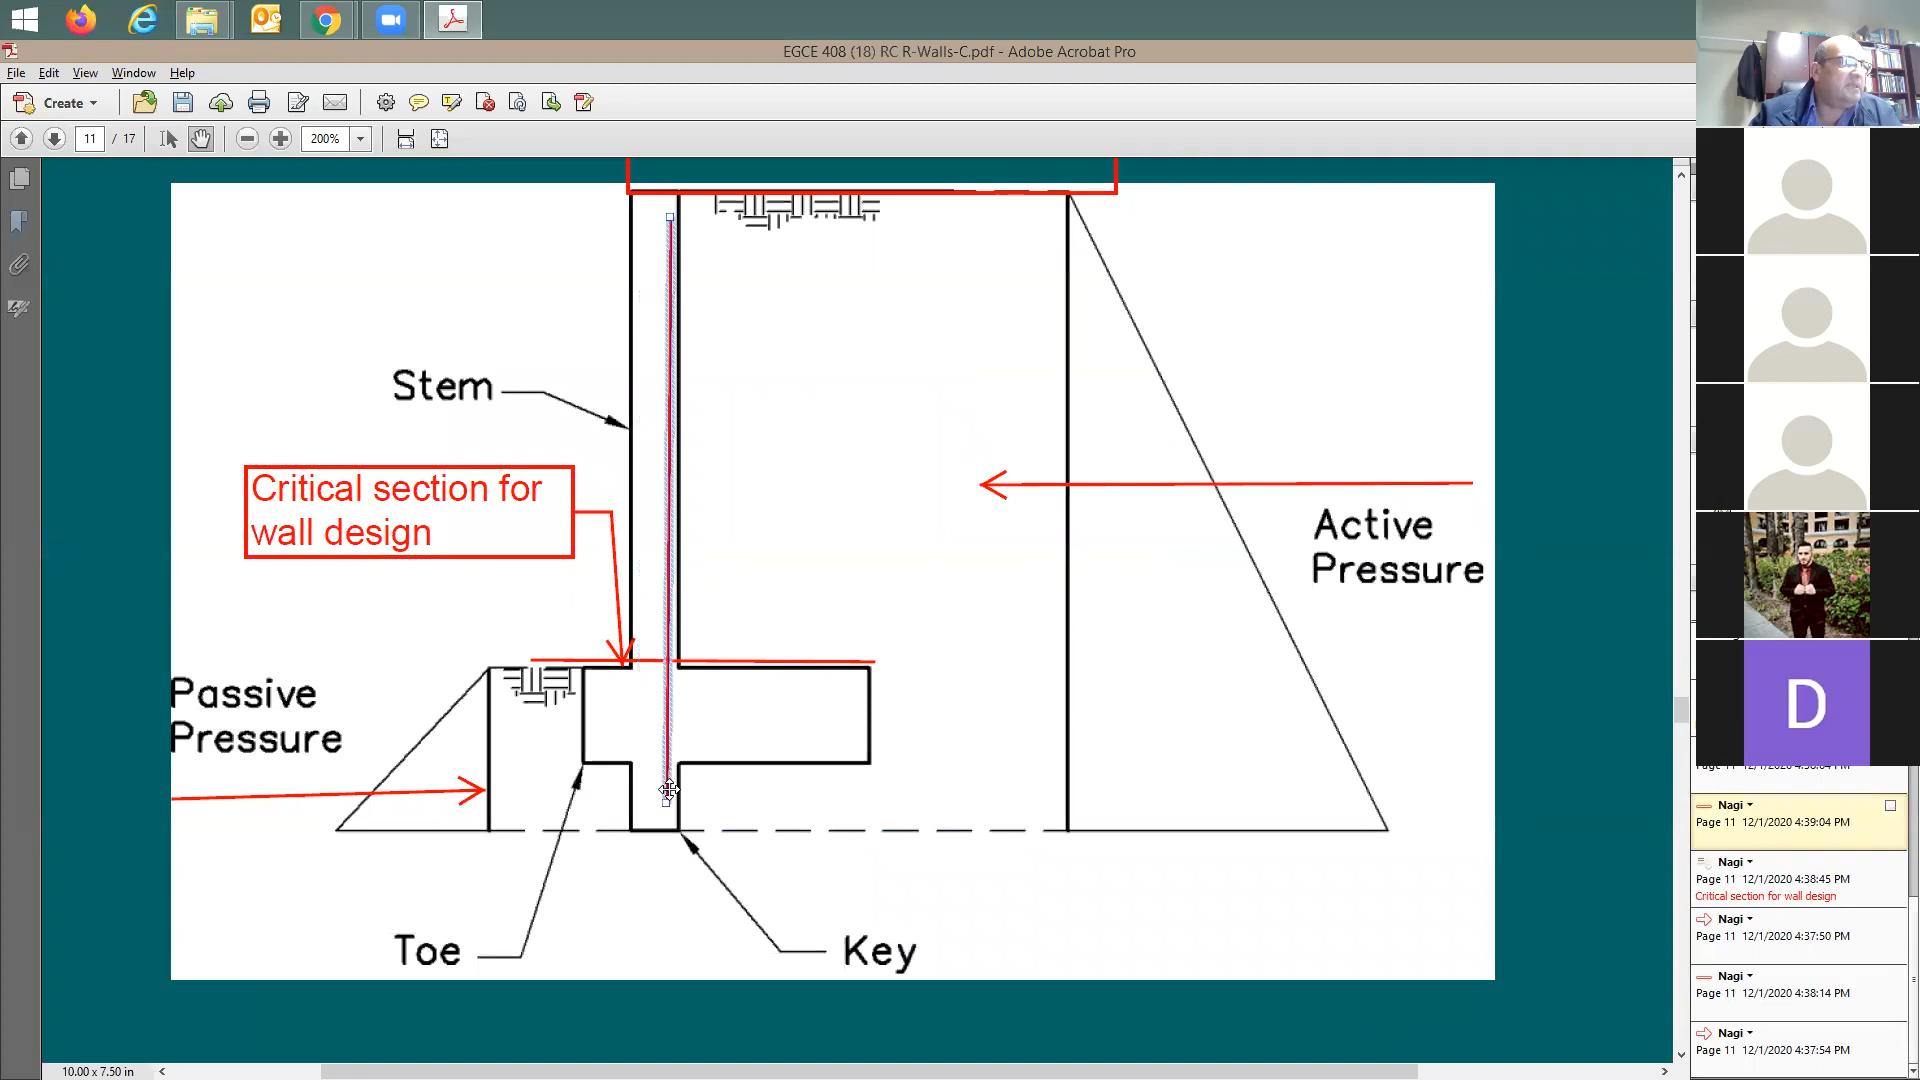 EGCE 408 (18) RC R-Walls-C.pdf - Adobe Acrobat Pro
File Edit View Window Help
Create
11 / 17 200%
Stem
Critical section for
wall design
Active
Pressure
Passive
Pressure
Toe
Key
D
Nagi
Page 11 12/1/2020 4:39:04 PM
Nagi
Page 11 12/1/2020 4:38:45 PM
Critical section for wall design
Nagi
Page 11 12/1/2020 4:37:50 PM
Nagi
Page 11 12/1/2020 4:38:14 PM
Nagi
Page 11 12/1/2020 4:37:54 PM
10.00 x 7.50 in